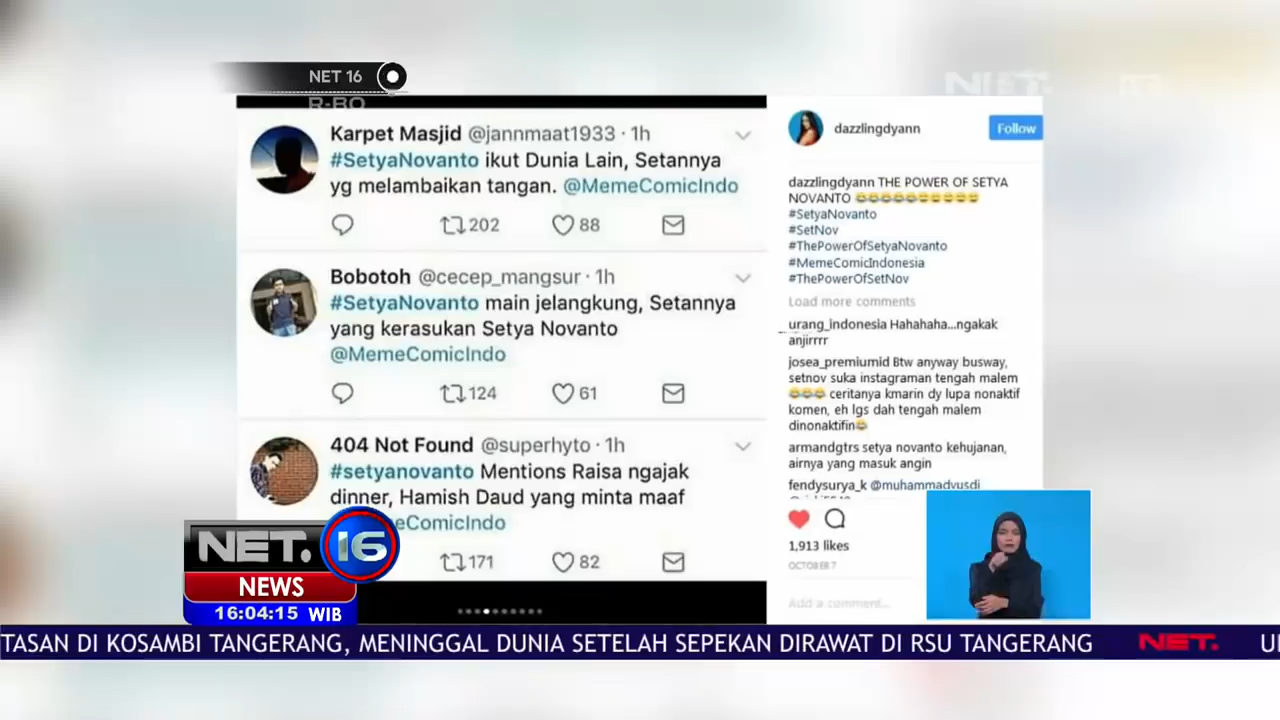 NET 16
NET.
Karpet Masjid @jannmaat1933 · 1h
#SetyaNovanto ikut Dunia Lain, Setannya
yg melambaikan tangan. @MemeComicIndo
202 88
Bobotoh @cecep_mangsur · 1h
#SetyaNovanto main jelangkung, Setannya
yang kerasukan Setya Novanto
@MemeComicIndo
124 61
404 Not Found @superhyto · 1h
#setyanovanto Mentions Raisa ngajak
dinner, Hamish Daud yang minta maaf
eComicIndo
171 82
dazzlingdyann
Follow
dazzlingdyann THE POWER OF SETYA
NOVANTO 😂😂😂😂😂😅😅😅😅😅
#SetyaNovanto
#SetNov
#ThePowerOfSetyaNovanto
#MemeComicIndonesia
#ThePowerOfSetNov
Load more comments
urang_indonesia Hahahaha...ngakak
anjirrrr
josea_premiumid Btw anyway busway,
setnov suka instagraman tengah malem
😂😂😂 ceritanya kmarin dy lupa nonaktif
komen, eh lgs dah tengah malem
dinonaktifin😂
armandgtrs setya novanto kehujanan,
airnya yang masuk angin
fendysurya_k @muhammadyusdi
1,913 likes
OCTOBER 7
Add a comment...
NET. 16
NEWS
16:04:15 WIB
TASAN DI KOSAMBI TANGERANG, MENINGGAL DUNIA SETELAH SEPEKAN DIRAWAT DI RSU TANGERANG NET.